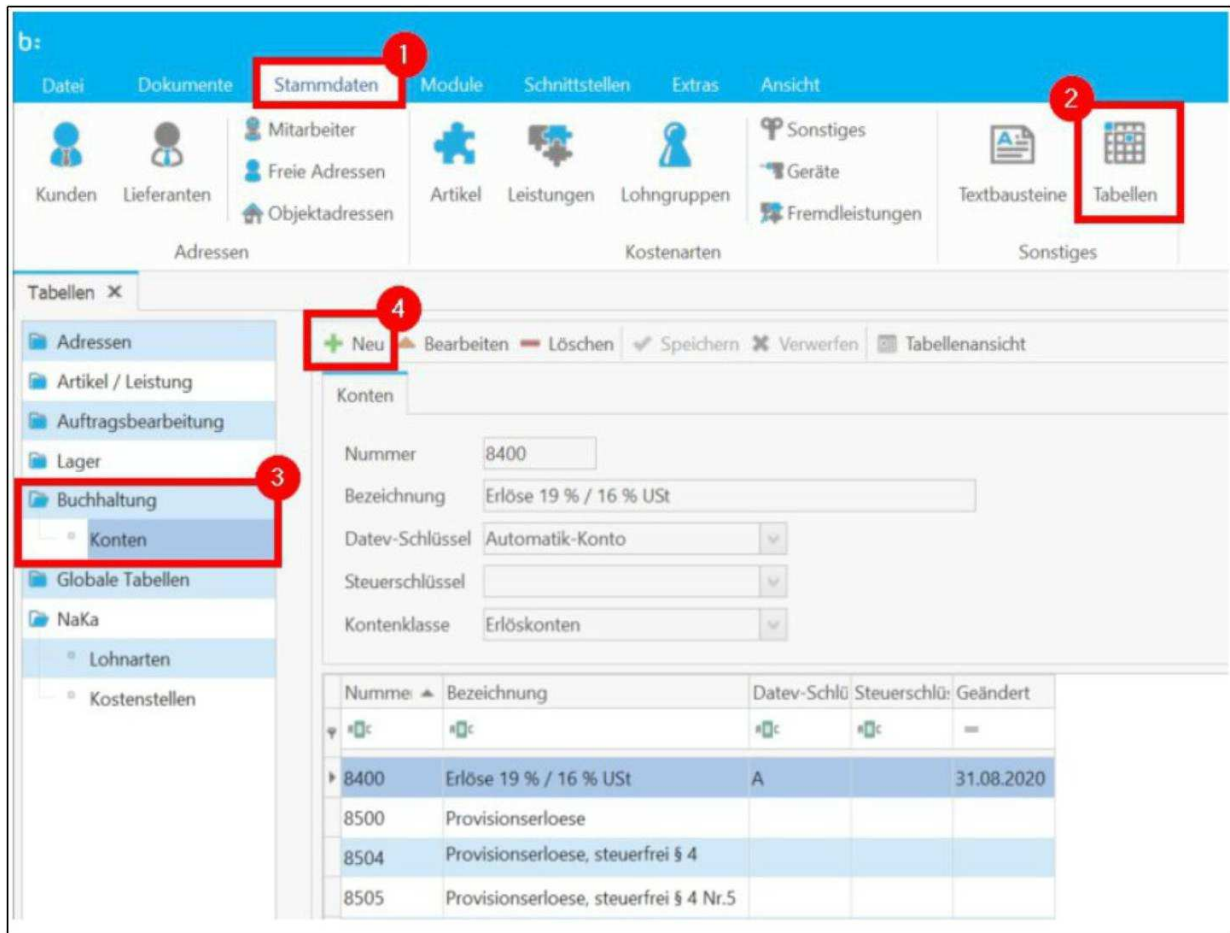 b:
1
Datei Dokumente Stammdaten Module Schnittstellen Extras Ansicht
2
Kunden Lieferanten
Mitarbeiter
Freie Adressen
Objektadressen
Adressen
Artikel Leistungen Lohngruppen
Sonstiges
Geräte
Fremdleistungen
Kostenarten
Textbausteine Tabellen
Sonstiges
Tabellen
Adressen
Artikel / Leistung
Auftragsbearbeitung
Lager
3
Buchhaltung
Konten
Globale Tabellen
NaKa
Lohnarten
Kostenstellen
4
Neu Bearbeiten Löschen Speichern Verwerfen Tabellenansicht
Konten
Nummer 8400
Bezeichnung Erlöse 19 % / 16 % USt
Datev-Schlüssel Automatik-Konto
Steuerschlüssel
Kontenklasse Erlöskonten
Numme Bezeichnung Datev-Schlü Steuerschlü Geändert
8400 Erlöse 19 % / 16 % USt A 31.08.2020
8500 Provisionserloese
8504 Provisionserloese, steuerfrei § 4
8505 Provisionserloese, steuerfrei § 4 Nr.5